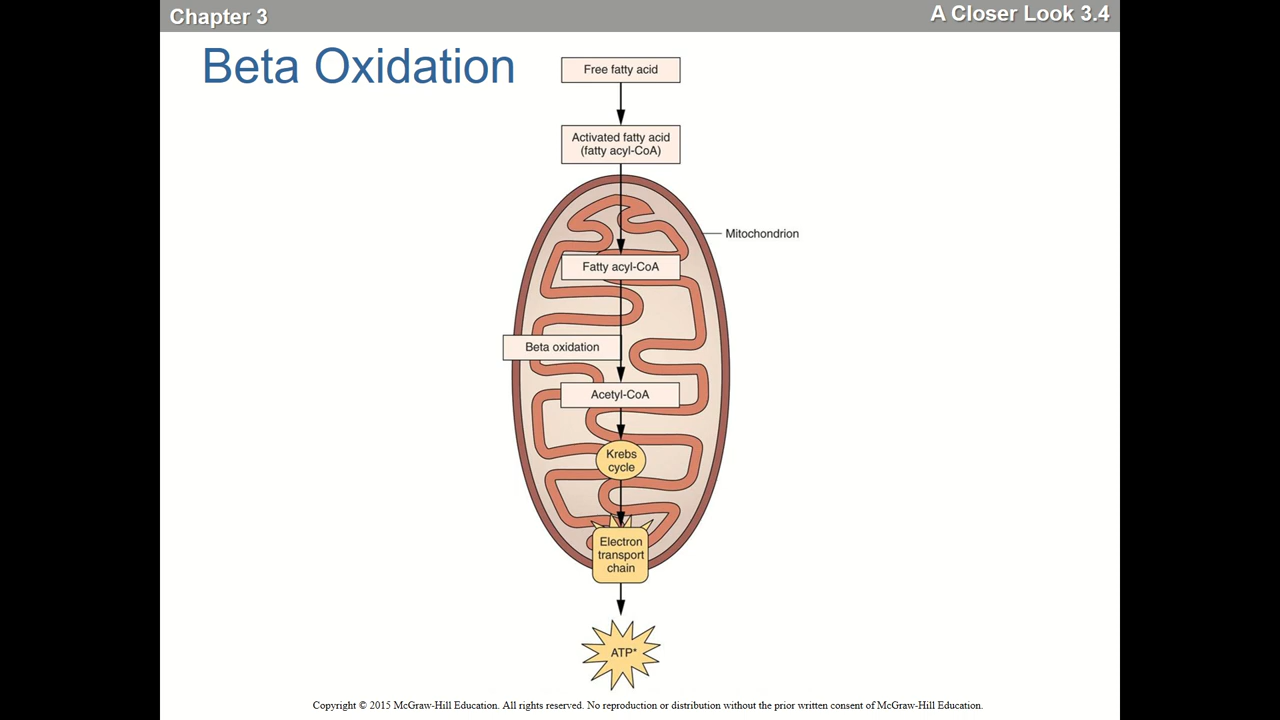 Chapter 3
A Closer Look 3.4
Beta Oxidation
Free fatty acid
Activated fatty acid
(fatty acyl-CoA)
Mitochondrion
Fatty acyl-CoA
Beta oxidation
Acetyl-CoA
Krebs
cycle
Electron
transport
chain
ATP*
Copyright © 2015 McGraw-Hill Education. All rights reserved. No reproduction or distribution without the prior written consent of McGraw-Hill Education.